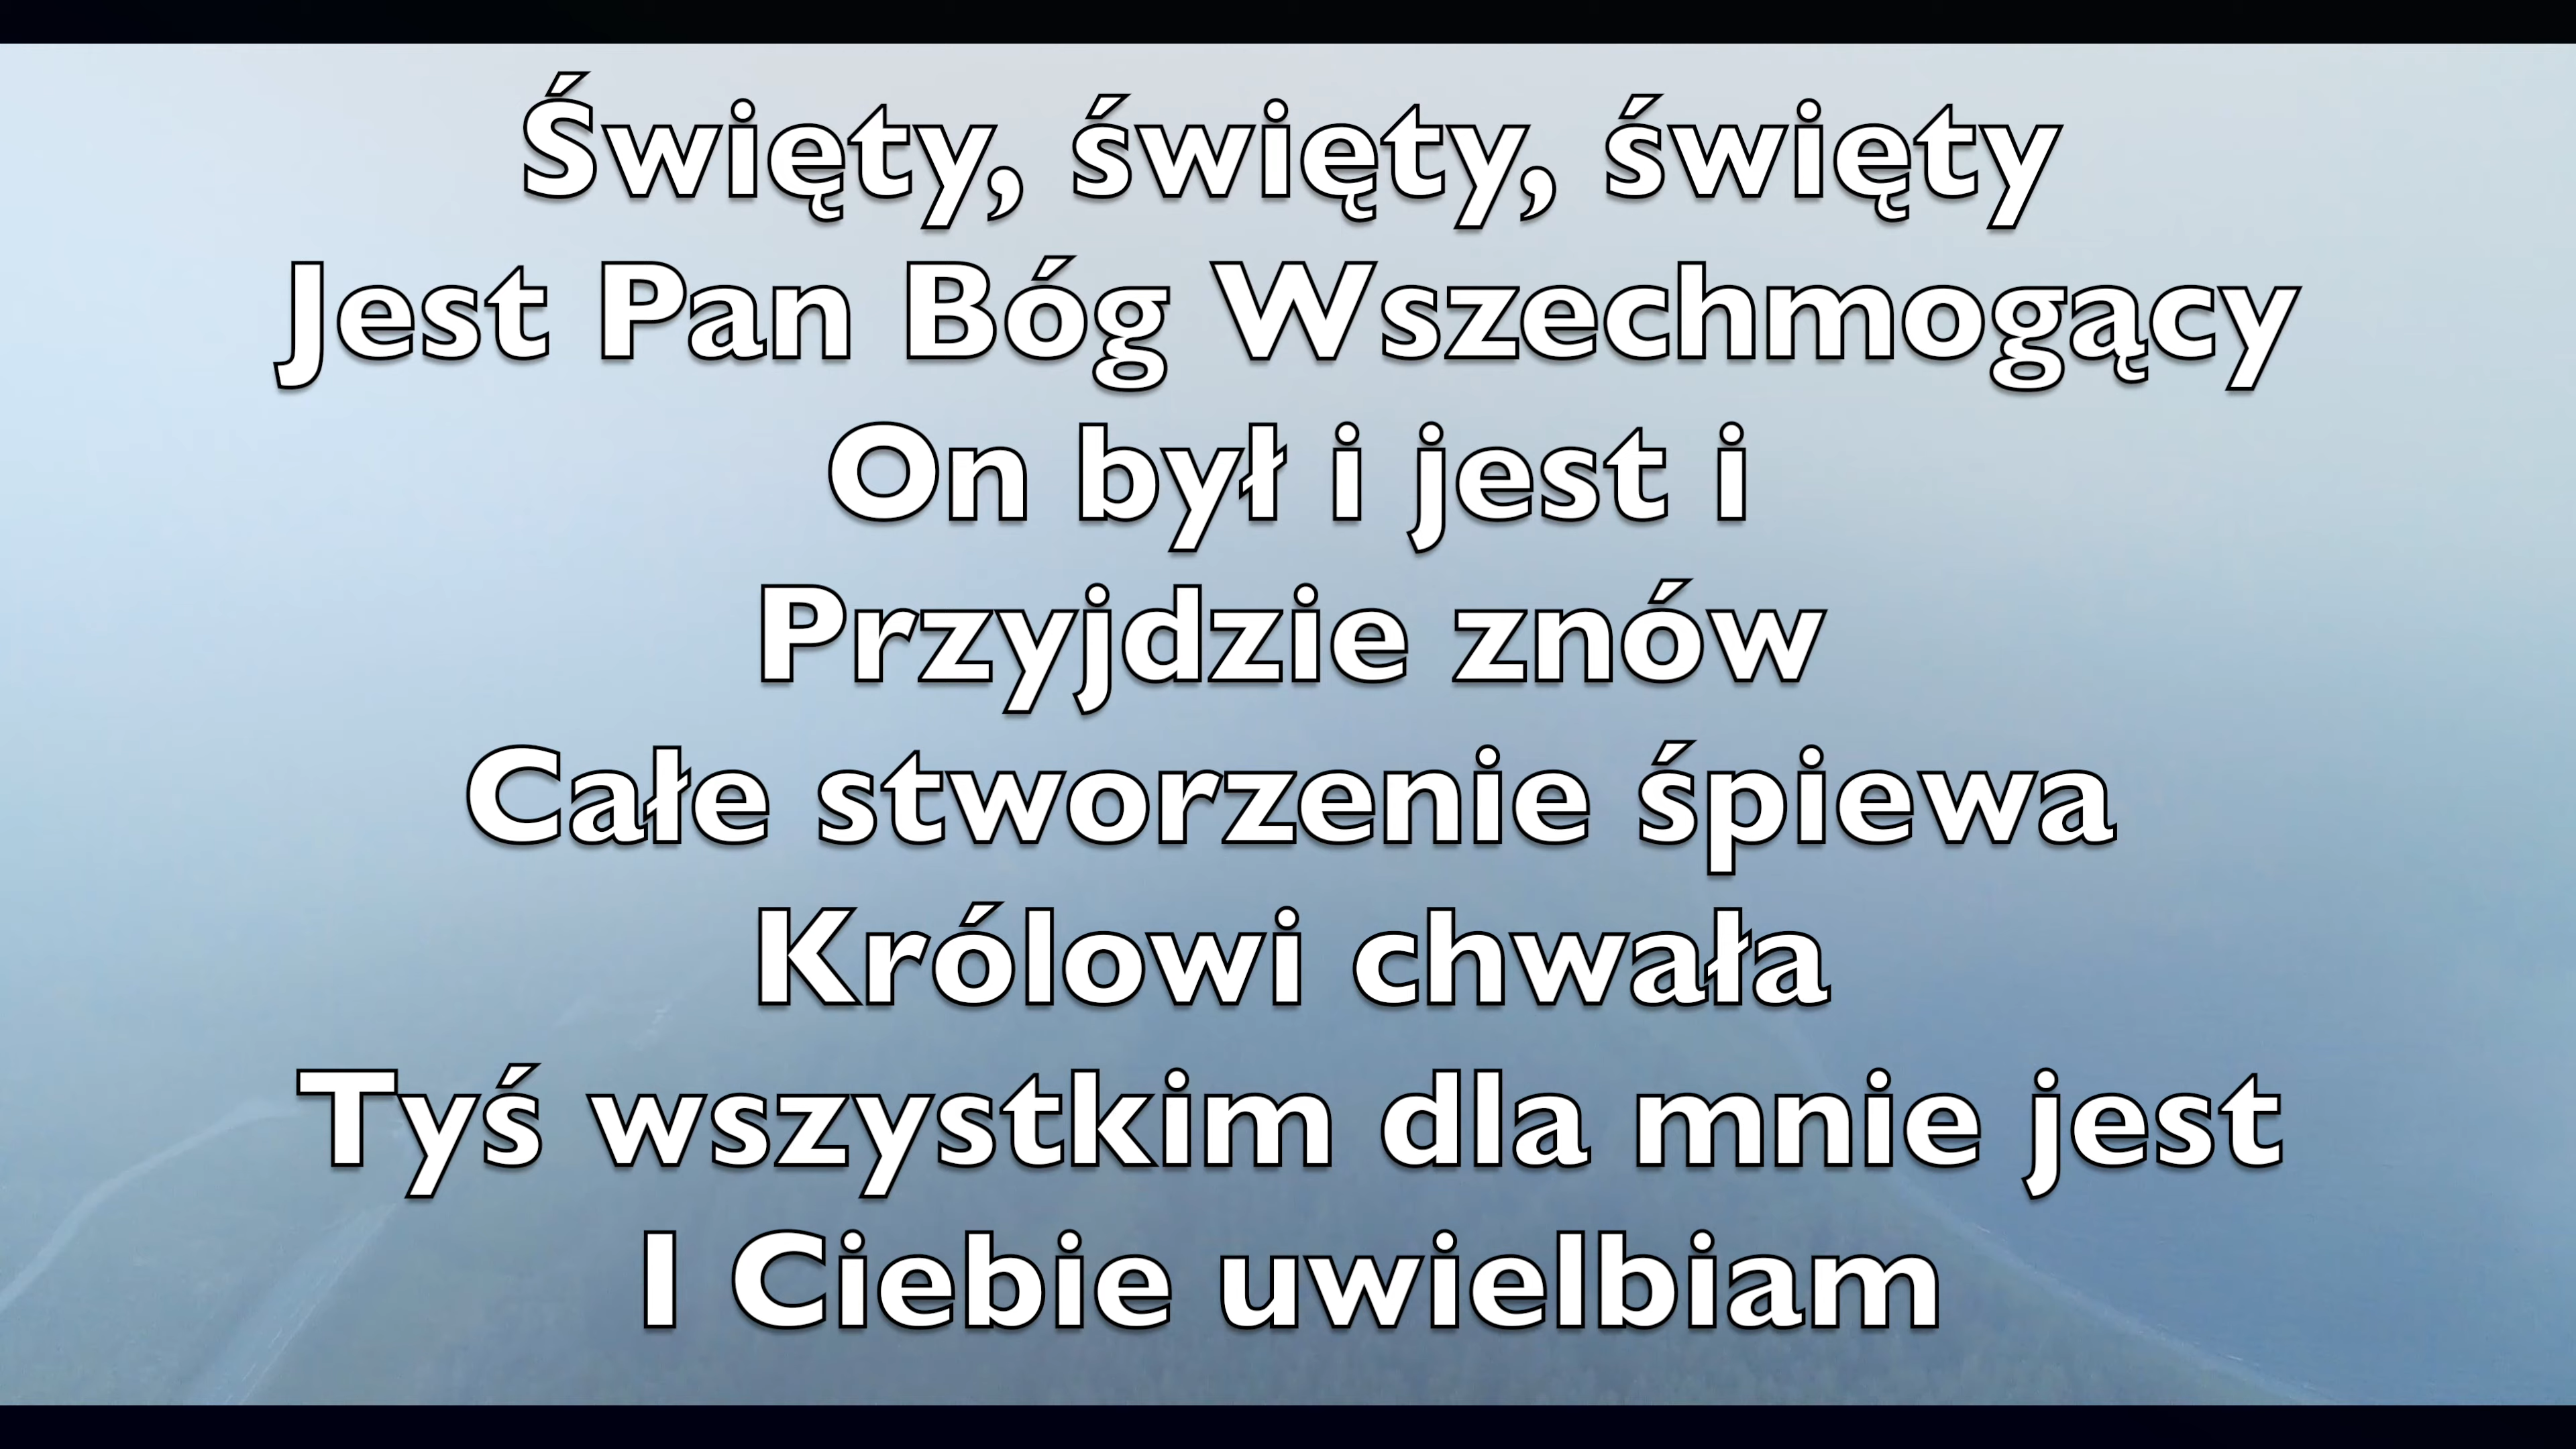 Święty, święty, święty
Jest Pan Bóg Wszechmogący
On był i jest i
Przyjdzie znów
Całe stworzenie śpiewa
Królowi chwała
Tyś wszystkim dla mnie jest
I Ciebie uwielbiam